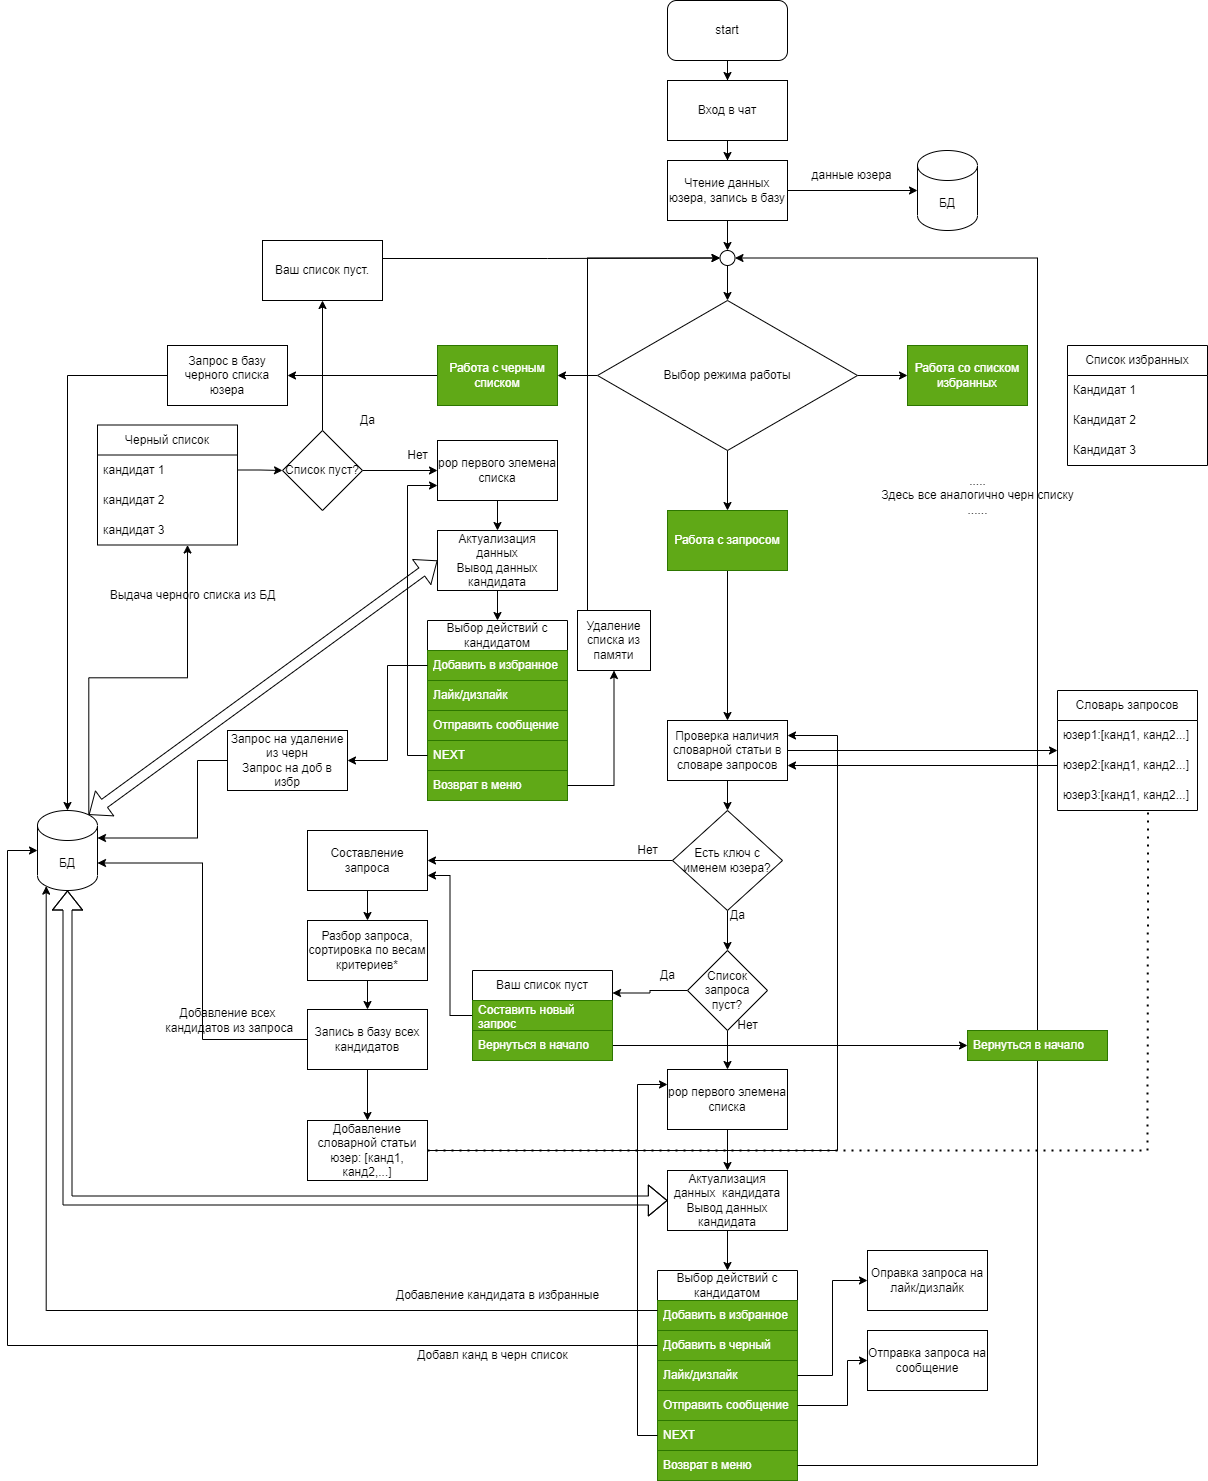 start
Вход в чат
Чтение данных
юзера, запись в базу
данные юзера
БД
Ваш список пуст.
Запрос в базу
черного списка
юзера
Работа с черным
списком
Выбор режима работы
Работа со списком
избранных
Список избранных
Кандидат 1
Кандидат 2
Кандидат 3
Да
Черный список
кандидат 1
кандидат 2
кандидат 3
Список пуст?
Нет
pop первого элемена
списка
.....
Здесь все аналогично черн списку
......
Работа с запросом
Актуализация
данных
Вывод данных
кандидата
Выдача черного списка из БД
Выбор действий с
кандидатом
Добавить в избранное
Лайк/дизлайк
Отправить сообщение
NEXT
Возврат в меню
Удаление
списка из
памяти
Запрос на удаление
из черн
Запрос на доб в
избр
Проверка наличия
словарной статьи в
словаре запросов
Словарь запросов
юзер1:[канд1, канд2...]
юзер2:[канд1, канд2...]
юзер3:[канд1, канд2...]
БД
Составление
запроса
Нет
Есть ключ с
именем юзера?
Да
Разбор запроса,
сортировка по весам
критериев*
Ваш список пуст
Составить новый
запрос
Вернуться в начало
Да
Список
запроса
пуст?
Нет
Добавление всех
кандидатов из запроса
Запись в базу всех
кандидатов
Вернуться в начало
pop первого элемена
списка
Добавление
словарной статьи
юзер: [канд1,
канд2,...]
Актуализация
данных  кандидата
Вывод данных
кандидата
Выбор действий с
кандидатом
Добавить в избранное
Добавить в черный
Лайк/дизлайк
Отправить сообщение
NEXT
Возврат в меню
Добавление кандидата в избранные
Добавл канд в черн список
Оправка запроса на
лайк/дизлайк
Отправка запроса на
сообщение